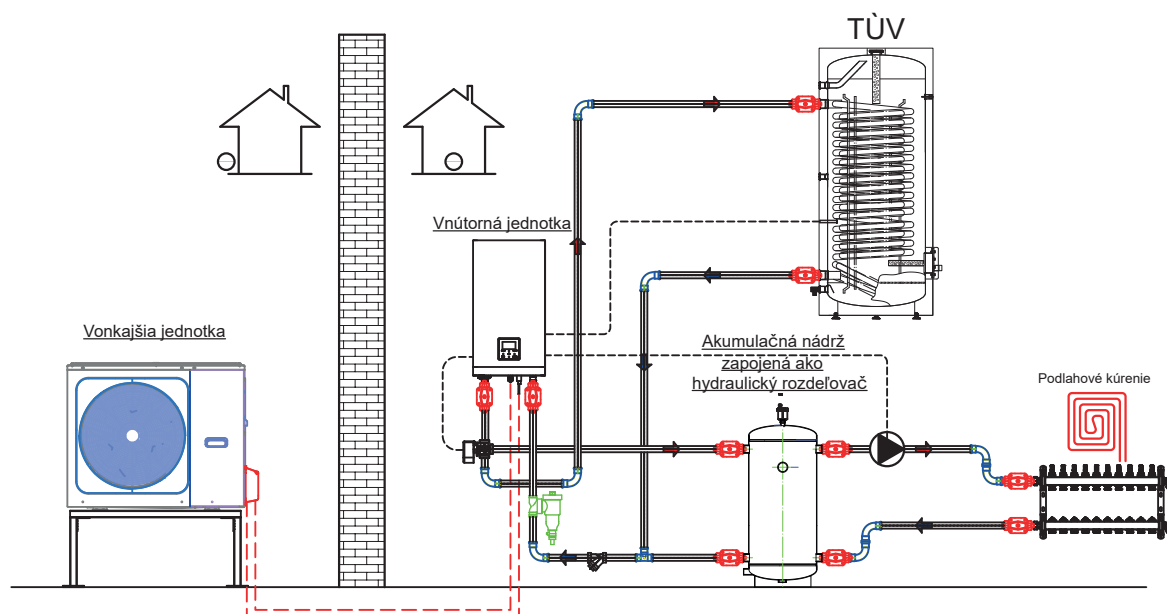 TÙV
Vnútorná jednotka
Vonkajšia jednotka
Akumulačná nádrž
zapojená ako
hydraulický rozdeľovač
Podlahové kúrenie